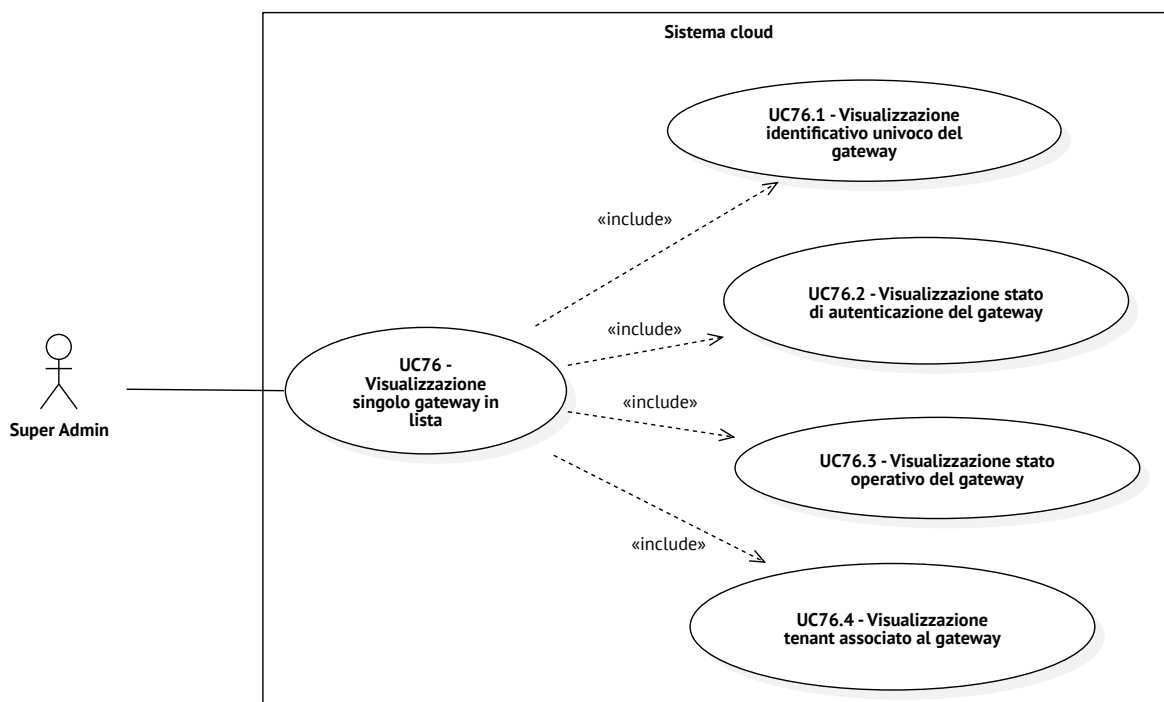 Sistema cloud
UC76.1 - Visualizzazione
identificativo univoco del
gateway
«include»
UC76.2 - Visualizzazione stato
di autenticazione del gateway
«include»
UC76 -
Visualizzazione
singolo gateway in
lista
«include»
Super Admin
UC76.3 - Visualizzazione stato
operativo del gateway
«include»
UC76.4 - Visualizzazione
tenant associato al gateway